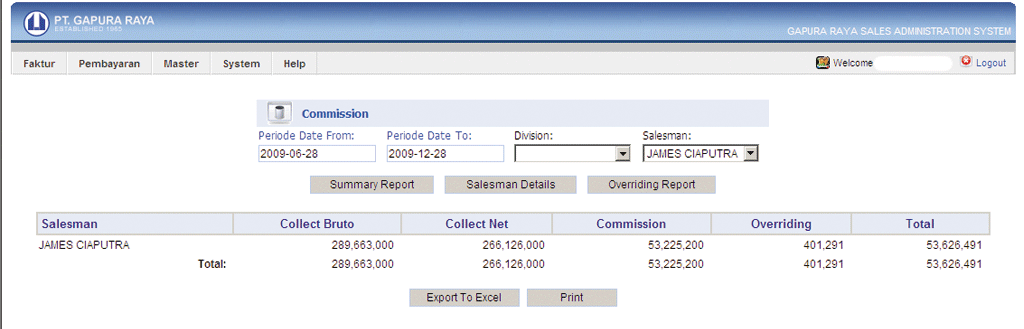 PT. GAPURA RAYA
ESTABLISHED 1965
GAPURA RAYA SALES ADMINISTRATION SYSTEM
Faktur Pembayaran Master System Help Welcome Logout
Commission
Periode Date From: Periode Date To: Division: Salesman:
2009-06-28 2009-12-28 JAMES CIAPUTRA
Summary Report Salesman Details Overriding Report
Salesman Collect Bruto Collect Net Commission Overriding Total
JAMES CIAPUTRA 289,663,000 266,126,000 53,225,200 401,291 53,626,491
Total: 289,663,000 266,126,000 53,225,200 401,291 53,626,491
Export To Excel Print